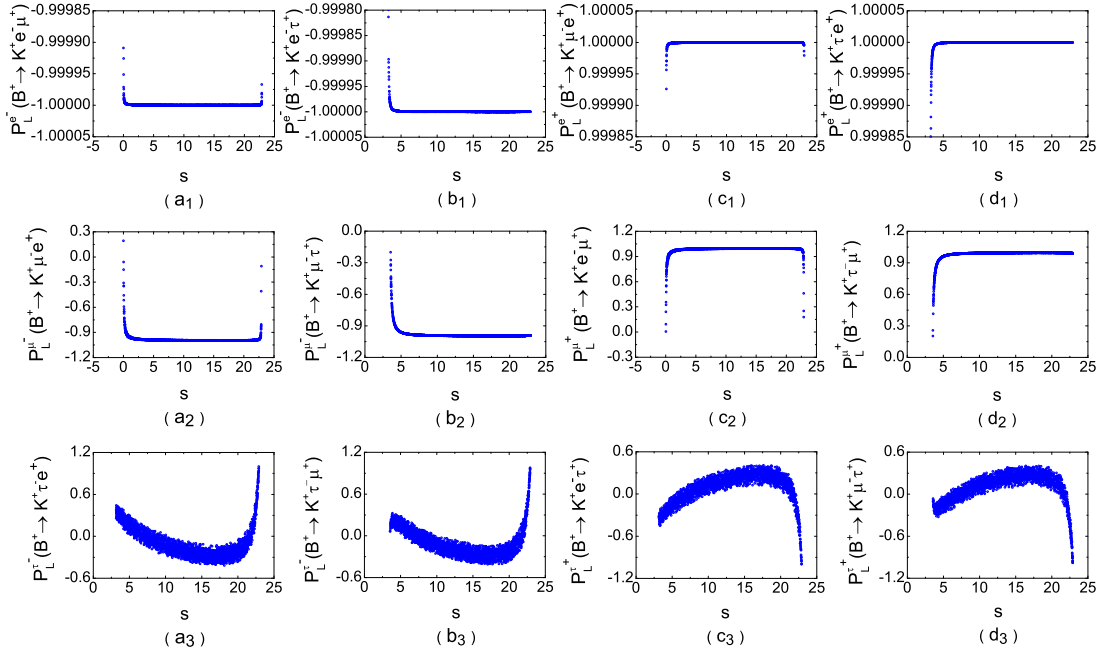 P_L^{e^-}(B^+→K^+e^-μ^+)
-0.99985
-0.99990
-0.99995
-1.00000
-1.00005
-5 0 5 10 15 20 25
s
(a_1)
P_L^{e^-}(B^+→K^+e^-τ^+)
-0.99980
-0.99985
-0.99990
-0.99995
-1.00000
-1.00005
0 5 10 15 20 25
s
(b_1)
P_L^{e^+}(B^+→K^+μ^-e^+)
1.00005
1.00000
0.99995
0.99990
0.99985
-5 0 5 10 15 20 25
s
(c_1)
P_L^{e^+}(B^+→K^+τ^-e^+)
1.00005
1.00000
0.99995
0.99990
0.99985
0 5 10 15 20 25
s
(d_1)
P_L^{μ^-}(B^+→K^+μ^-e^+)
0.3
0.0
-0.3
-0.6
-0.9
-1.2
-5 0 5 10 15 20 25
s
(a_2)
P_L^{μ^-}(B^+→K^+μ^-τ^+)
0.0
-0.3
-0.6
-0.9
-1.2
0 5 10 15 20 25
s
(b_2)
P_L^{μ^+}(B^+→K^+e^-μ^+)
1.2
0.9
0.6
0.3
0.0
-0.3
-5 0 5 10 15 20 25
s
(c_2)
P_L^{μ^+}(B^+→K^+τ^-μ^+)
1.2
0.9
0.6
0.3
0.0
0 5 10 15 20 25
s
(d_2)
P_L^{τ^-}(B^+→K^+τ^-e^+)
1.2
0.6
0.0
-0.6
0 5 10 15 20 25
s
(a_3)
P_L^{τ^-}(B^+→K^+τ^-μ^+)
1.2
0.6
0.0
-0.6
0 5 10 15 20 25
s
(b_3)
P_L^{τ^+}(B^+→K^+e^-τ^+)
0.6
0.0
-0.6
-1.2
0 5 10 15 20 25
s
(c_3)
P_L^{τ^+}(B^+→K^+μ^-τ^+)
0.6
0.0
-0.6
-1.2
0 5 10 15 20 25
s
(d_3)